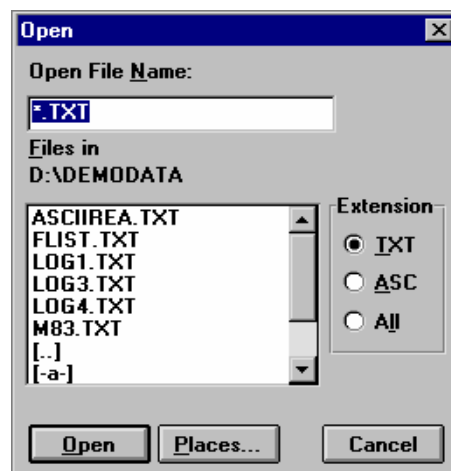 Open
Open File Name:
*.TXT
Files in
D:\DEMODATA
ASCIIREA.TXT
FLIST.TXT
LOG1.TXT
LOG3.TXT
LOG4.TXT
M83.TXT
[..]
[-a-]
Extension
TXT
ASC
All
Open
Places...
Cancel